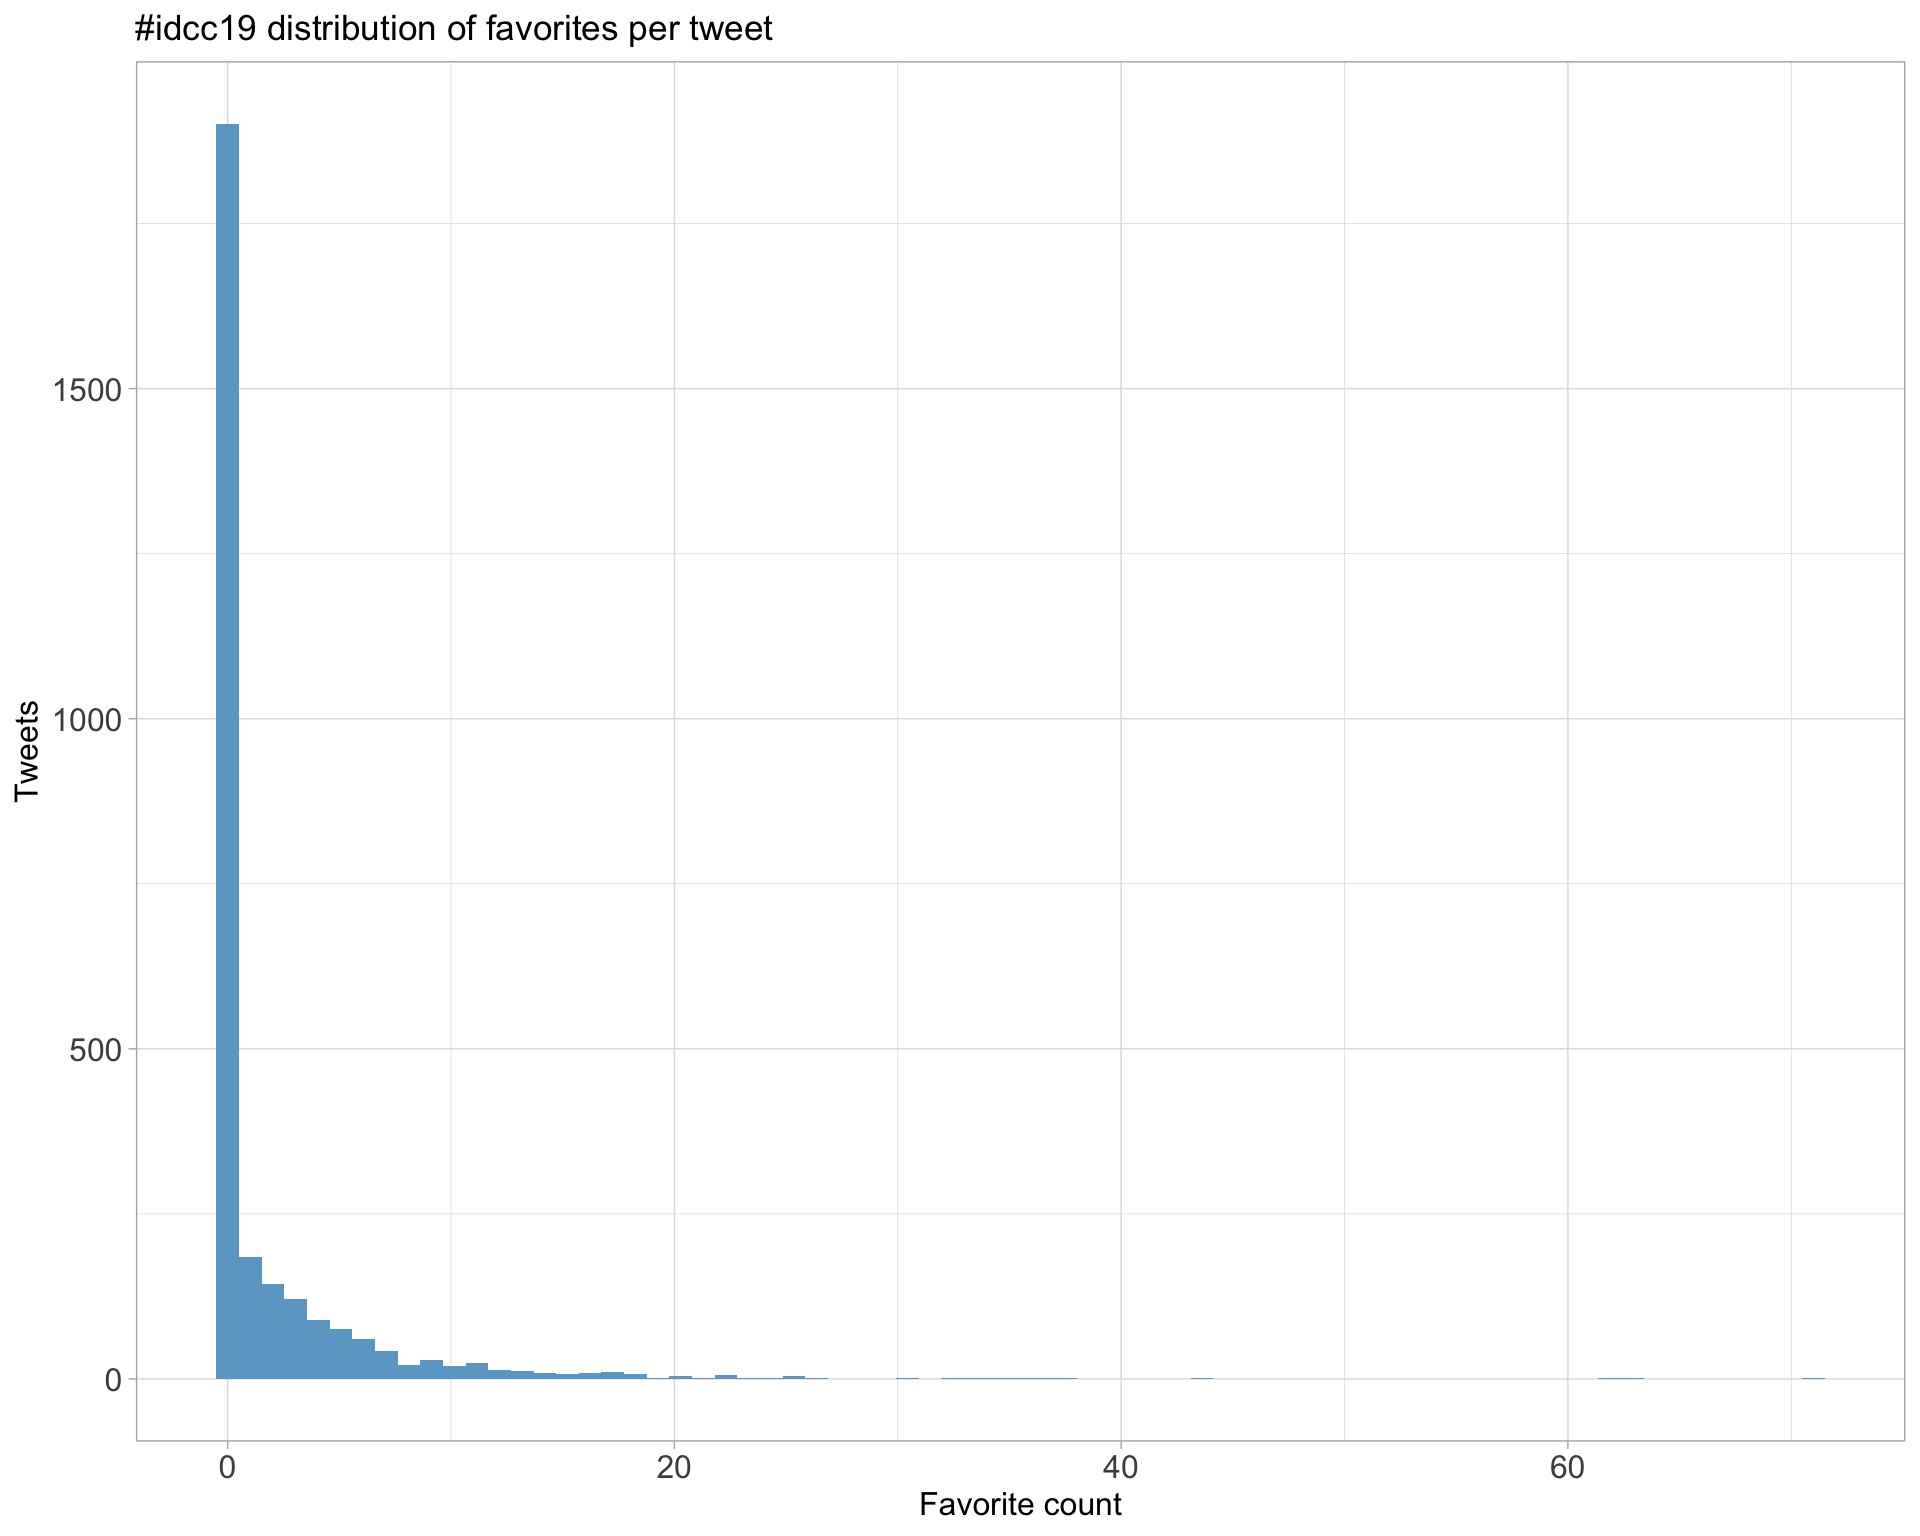 #idcc19 distribution of favorites per tweet
1500
1000
500
0
Tweets
0 20 40 60
Favorite count